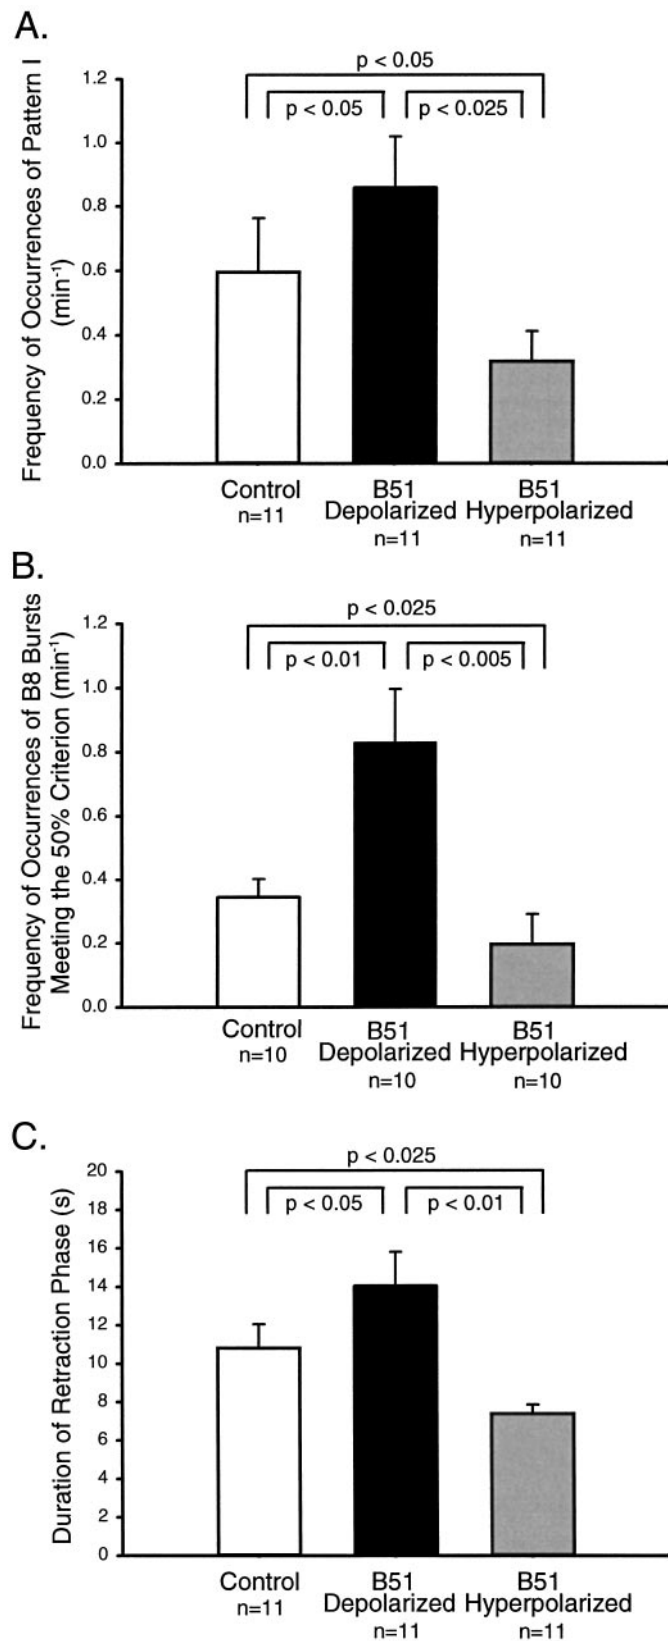 A.
p < 0.05
p < 0.05
p < 0.025
Frequency of Occurrences of Pattern I
(min⁻¹)
1.2
1.0
0.8
0.6
0.4
0.2
0.0
Control
n=11
B51
Depolarized
n=11
B51
Hyperpolarized
n=11
B.
p < 0.025
p < 0.01
p < 0.005
Frequency of Occurrences of B8 Bursts
Meeting the 50% Criterion (min⁻¹)
1.2
1.0
0.8
0.6
0.4
0.2
0.0
Control
n=10
B51
Depolarized
n=10
B51
Hyperpolarized
n=10
C.
p < 0.025
p < 0.05
p < 0.01
Duration of Retraction Phase (s)
20
18
16
14
12
10
8
6
4
2
0
Control
n=11
B51
Depolarized
n=11
B51
Hyperpolarized
n=11